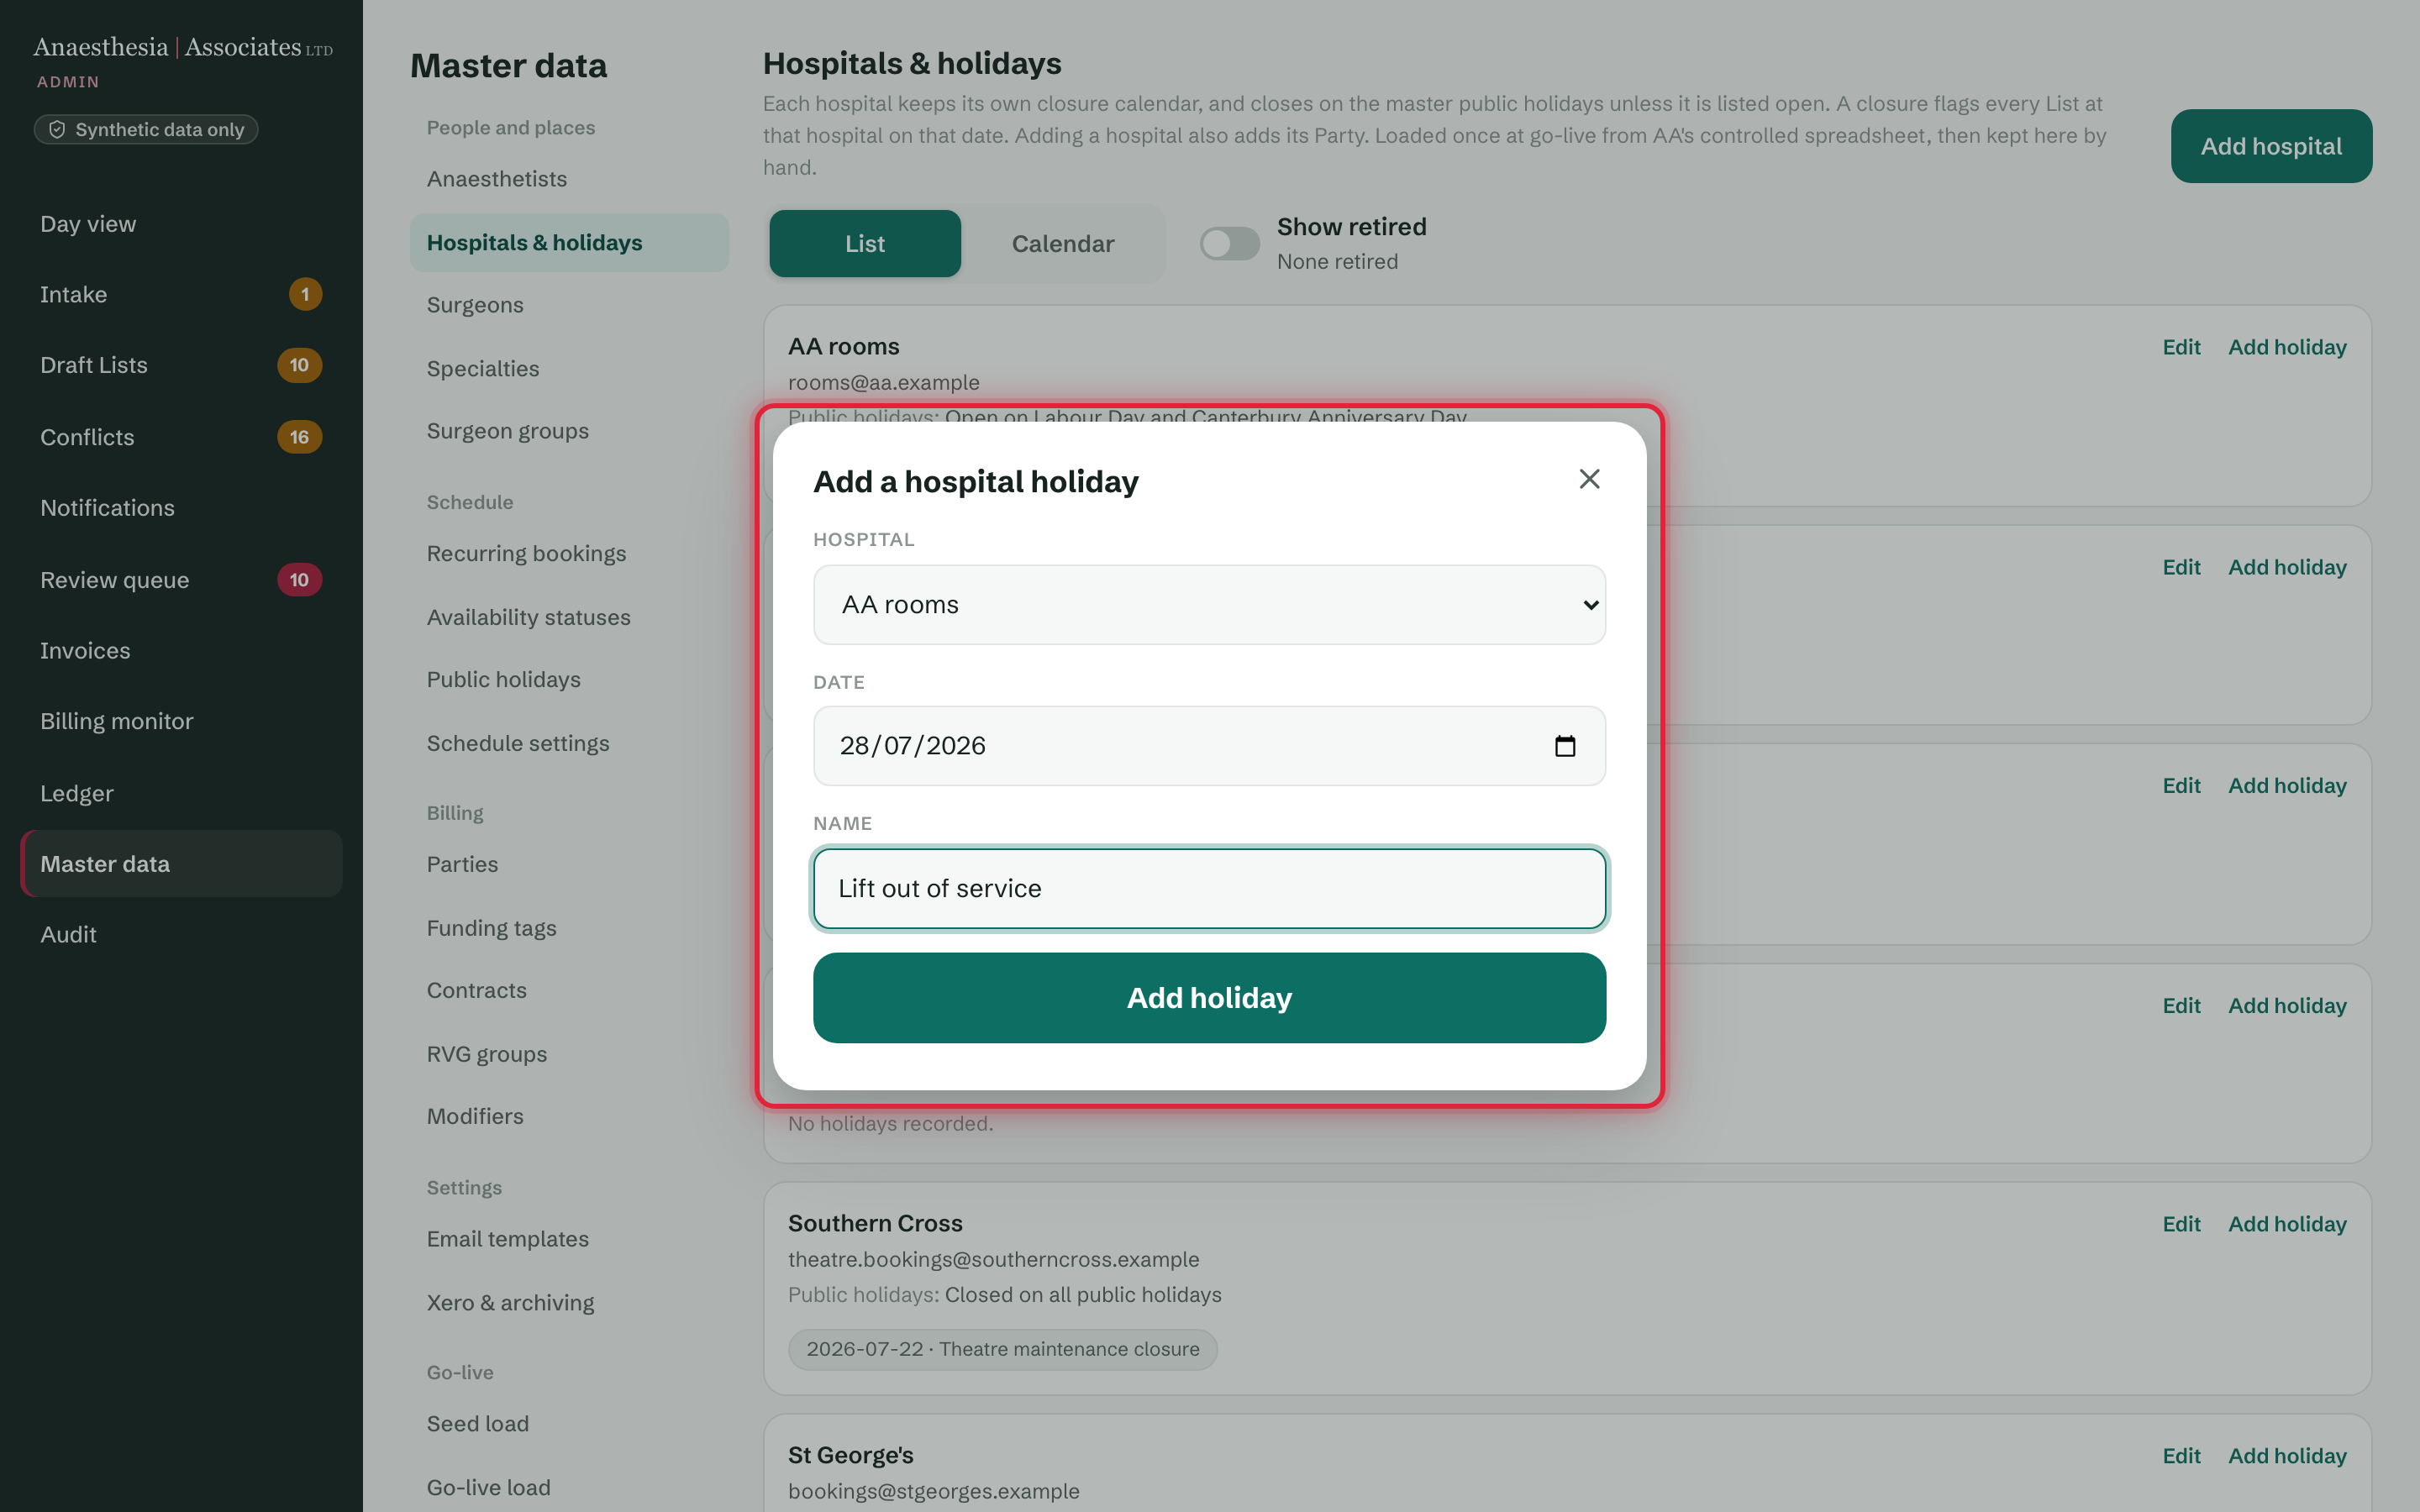 Anaesthesia | Associates LTD
ADMIN
Synthetic data only
Day view
Intake 1
Draft Lists 10
Conflicts 16
Notifications
Review queue 10
Invoices
Billing monitor
Ledger
Master data
Audit
Master data
People and places
Anaesthetists
Hospitals & holidays
Surgeons
Specialties
Surgeon groups
Schedule
Recurring bookings
Availability statuses
Public holidays
Schedule settings
Billing
Parties
Funding tags
Contracts
RVG groups
Modifiers
Settings
Email templates
Xero & archiving
Go-live
Seed load
Go-live load
Hospitals & holidays
Each hospital keeps its own closure calendar, and closes on the master public holidays unless it is listed open. A closure flags every List at
that hospital on that date. Adding a hospital also adds its Party. Loaded once at go-live from AA's controlled spreadsheet, then kept here by
hand.
Add hospital
List Calendar
Show retired
None retired
AA rooms
Edit Add holiday
rooms@aa.example
Public holidays: Open on Labour Day and Canterbury Anniversary Day
Add a hospital holiday
HOSPITAL
AA rooms
DATE
28/07/2026
NAME
Lift out of service
Add holiday
Edit Add holiday
Edit Add holiday
Edit Add holiday
No holidays recorded.
Southern Cross
Edit Add holiday
theatre.bookings@southerncross.example
Public holidays: Closed on all public holidays
2026-07-22 · Theatre maintenance closure
St George's
Edit Add holiday
bookings@stgeorges.example